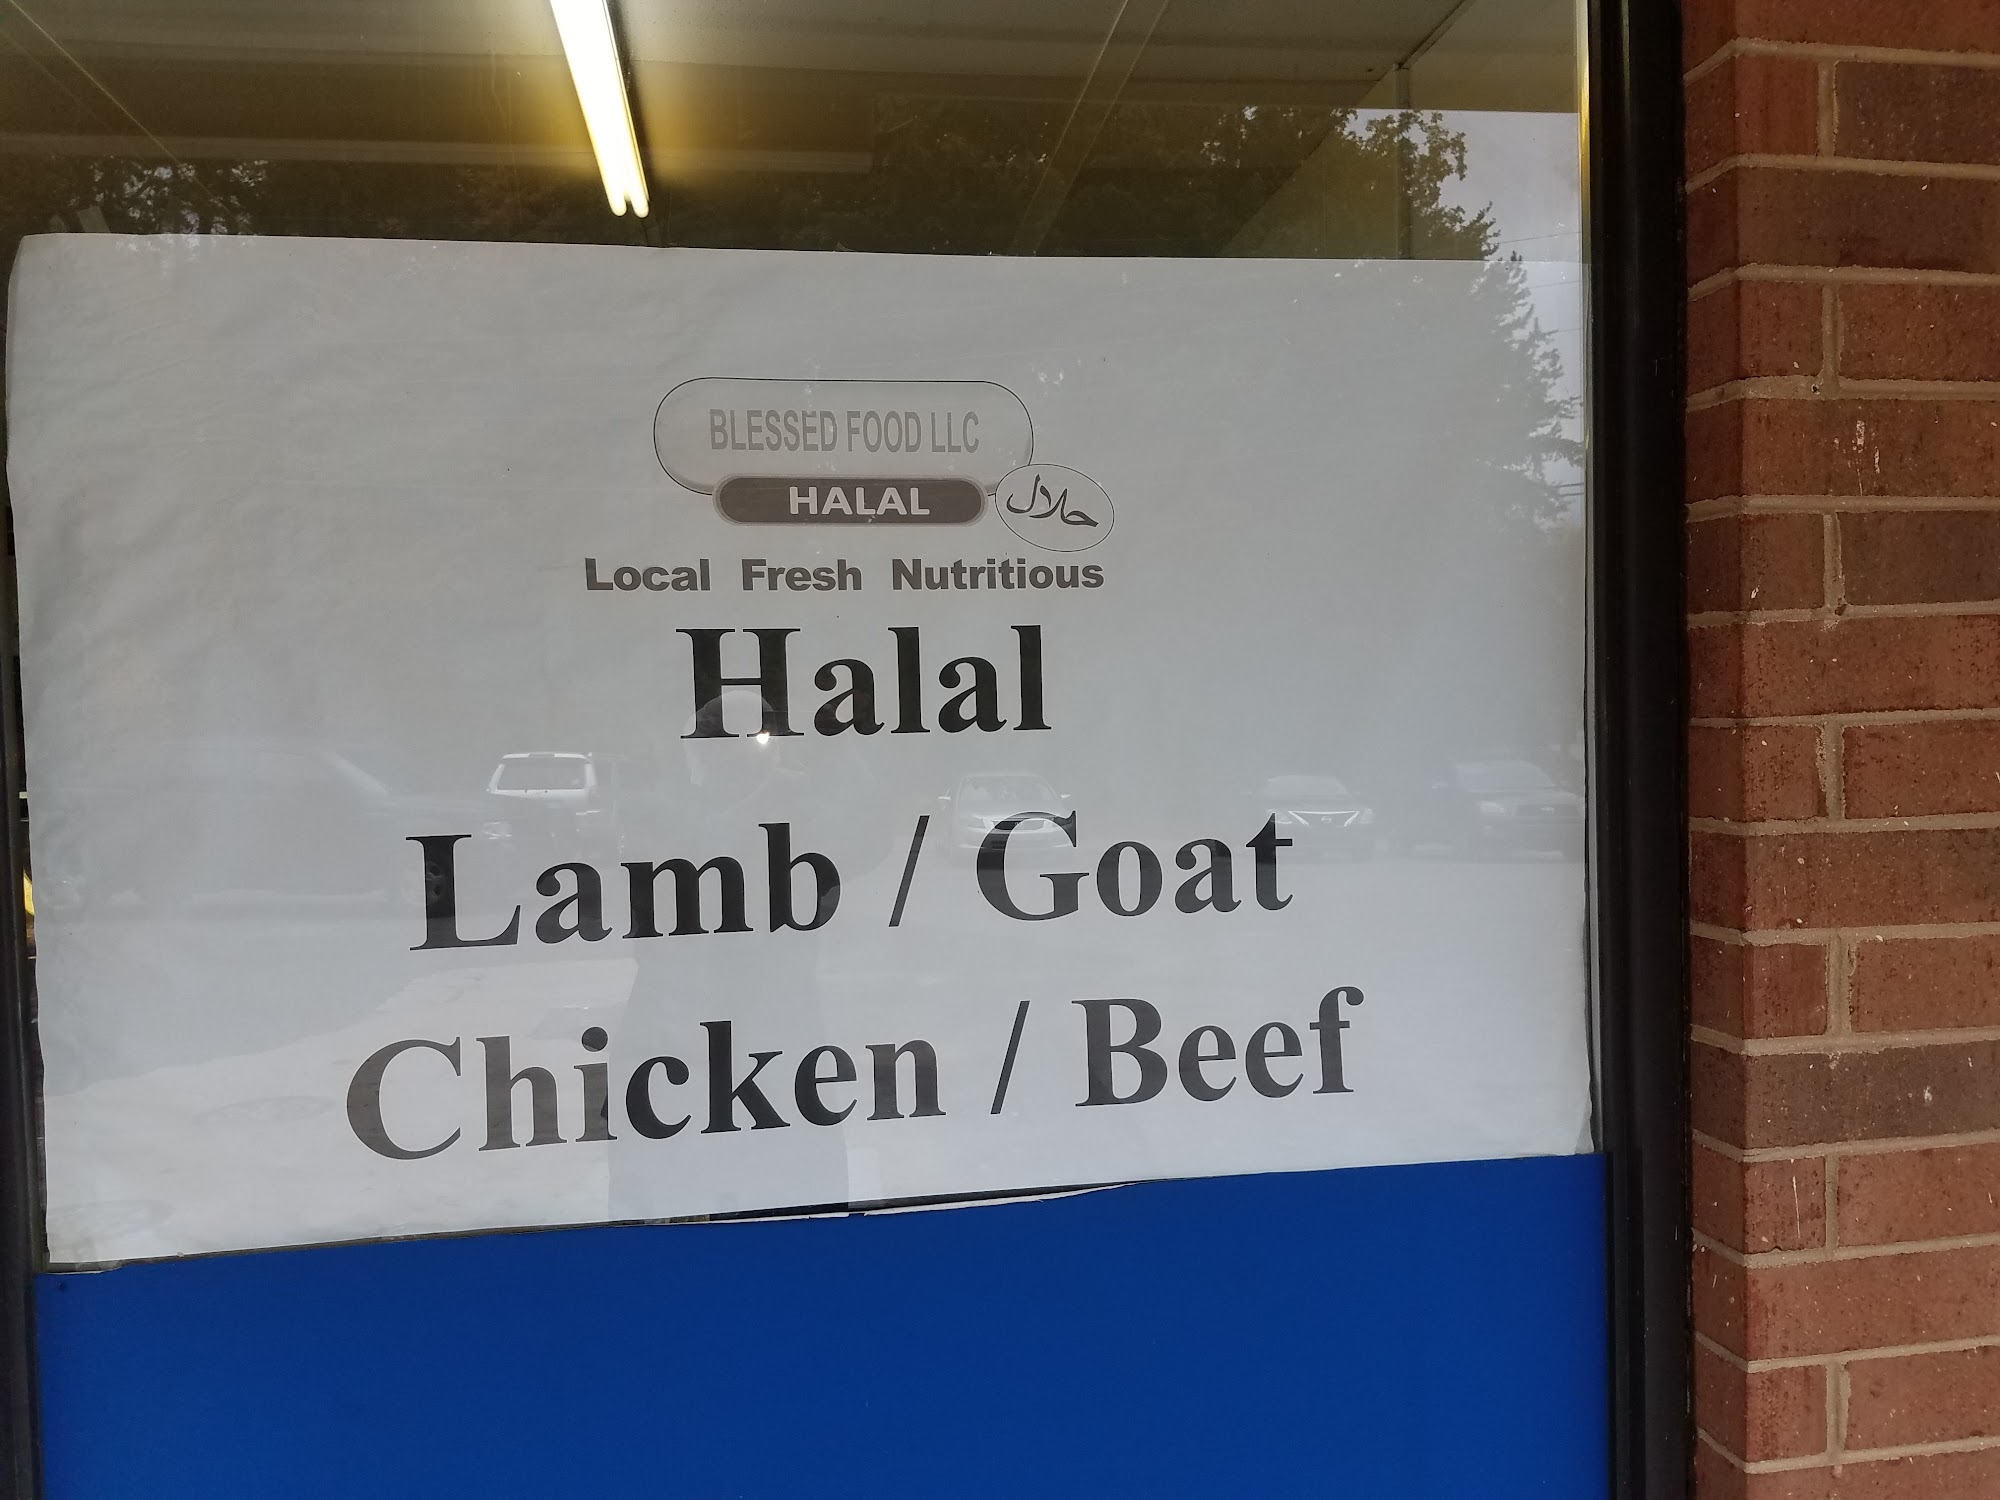 BLESSED FOOD LLC
HALAL
حلال
Local Fresh Nutritious
Halal
Lamb / Goat
Chicken / Beef